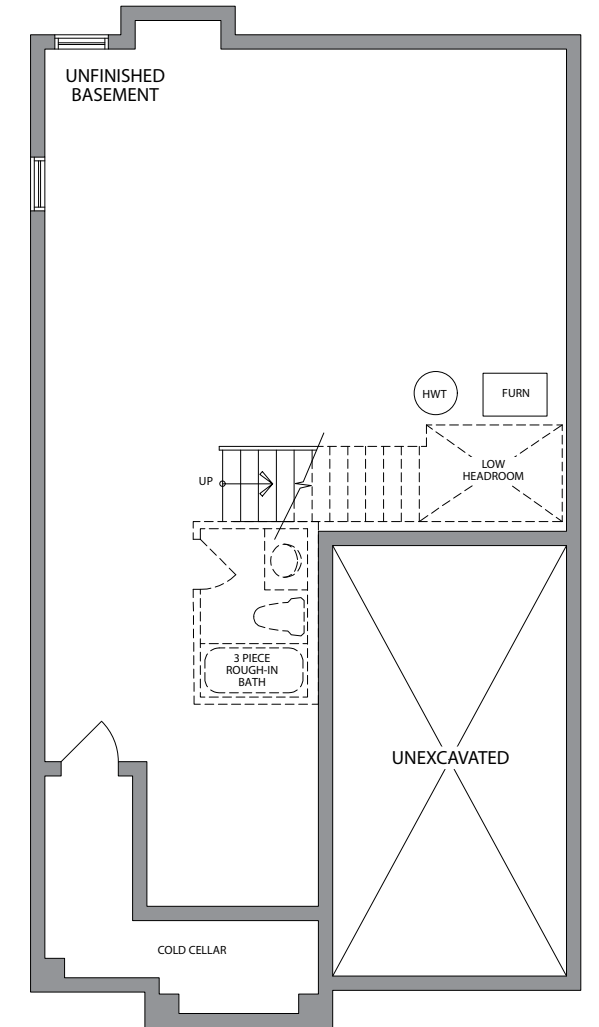 UNFINISHED
BASEMENT
HWT
FURN
LOW
HEADROOM
UP
3 PIECE
ROUGH-IN
BATH
UNEXCAVATED
COLD CELLAR